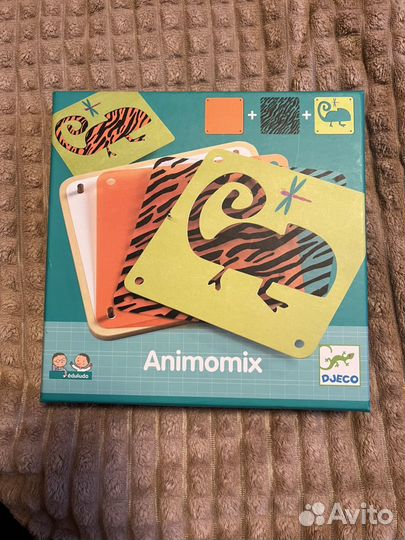 +
+
Animomix
éduludo
DJECO
Avito